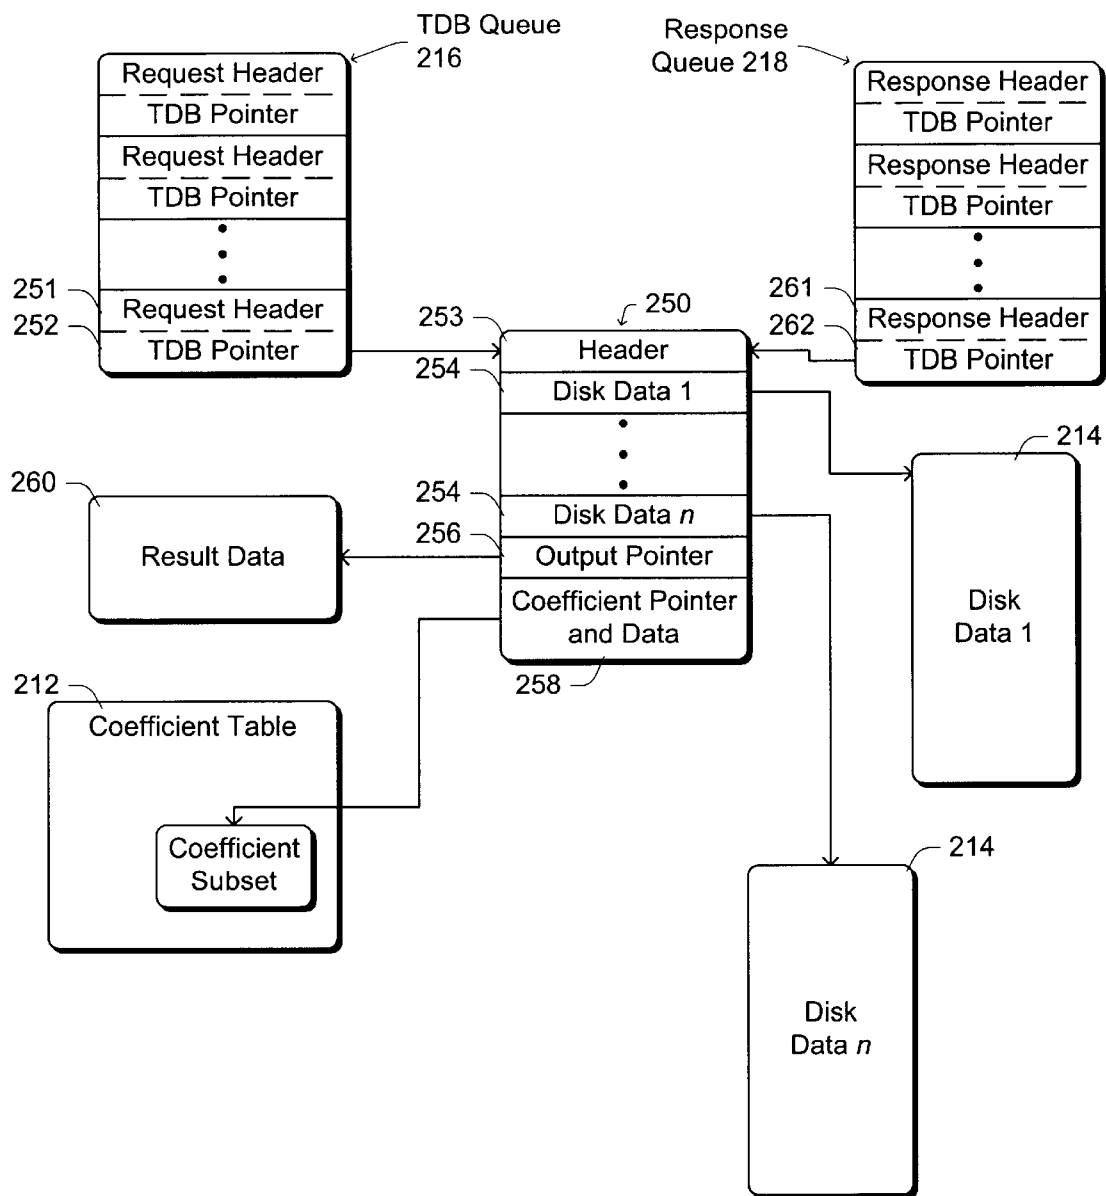 TDB Queue
216
Request Header
TDB Pointer
Request Header
TDB Pointer
251
Request Header
252
TDB Pointer
Response
Queue 218
Response Header
TDB Pointer
Response Header
TDB Pointer
261
Response Header
262
TDB Pointer
250
253
Header
254
Disk Data 1
254
Disk Data n
256
Output Pointer
Coefficient Pointer
and Data
258
260
Result Data
212
Coefficient Table
Coefficient
Subset
214
Disk
Data 1
214
Disk
Data n